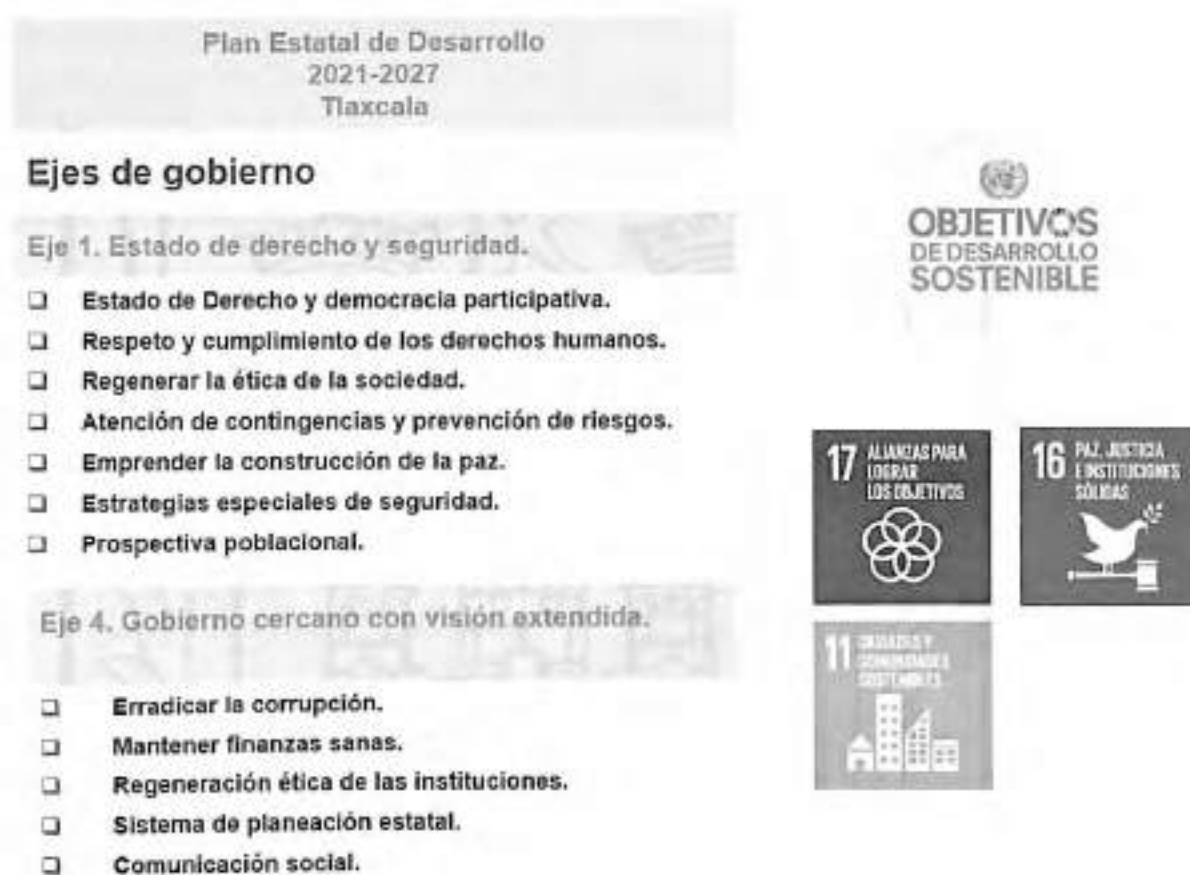 Plan Estatal de Desarrollo
2021-2027
Tlaxcala
Ejes de gobierno
Eje 1. Estado de derecho y seguridad.
Estado de Derecho y democracia participativa.
Respeto y cumplimiento de los derechos humanos.
Regenerar la ética de la sociedad.
Atención de contingencias y prevención de riesgos.
Emprender la construcción de la paz.
Estrategias especiales de seguridad.
Prospectiva poblacional.
Eje 4. Gobierno cercano con visión extendida.
Erradicar la corrupción.
Mantener finanzas sanas.
Regeneración ética de las instituciones.
Sistema de planeación estatal.
Comunicación social.
OBJETIVOS
DE DESARROLLO
SOSTENIBLE
17 ALIANZAS PARA
LOGRAR
LOS OBJETIVOS
16 PAZ, JUSTICIA
E INSTITUCIONES
SÓLIDAS
11 CIUDADES Y
COMUNIDADES
SOSTENIBLES